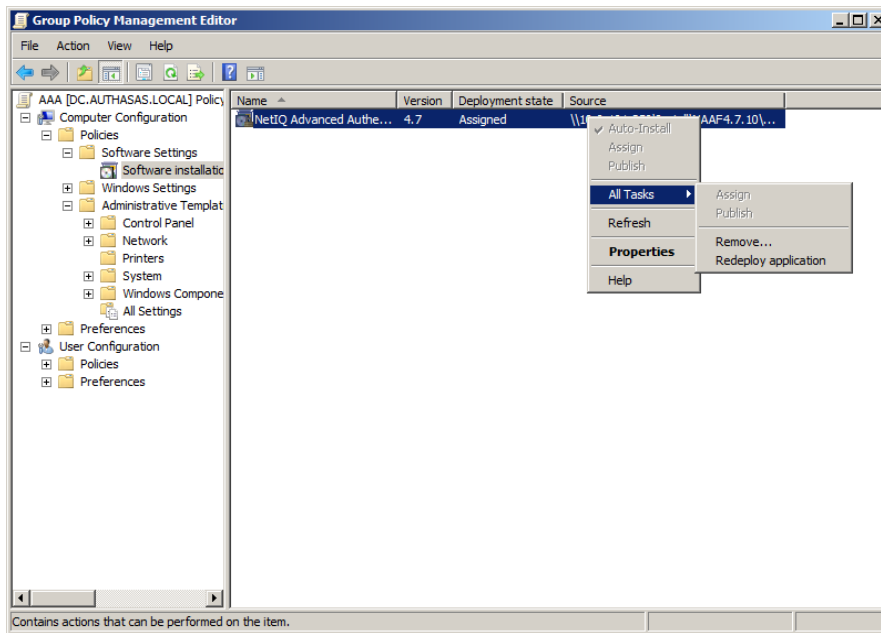 Group Policy Management Editor
File Action View Help
AAA [DC.AUTHASAS.LOCAL] Policy
Computer Configuration
Policies
Software Settings
Software installatio
Windows Settings
Administrative Templat
Control Panel
Network
Printers
System
Windows Compone
All Settings
Preferences
User Configuration
Policies
Preferences
Name Version Deployment state Source
NetIQ Advanced Authe... 4.7 Assigned AAF4.7.10\...
Auto-Install
Assign
Publish
All Tasks
Refresh
Properties
Help
Assign
Publish
Remove...
Redeploy application
Contains actions that can be performed on the item.